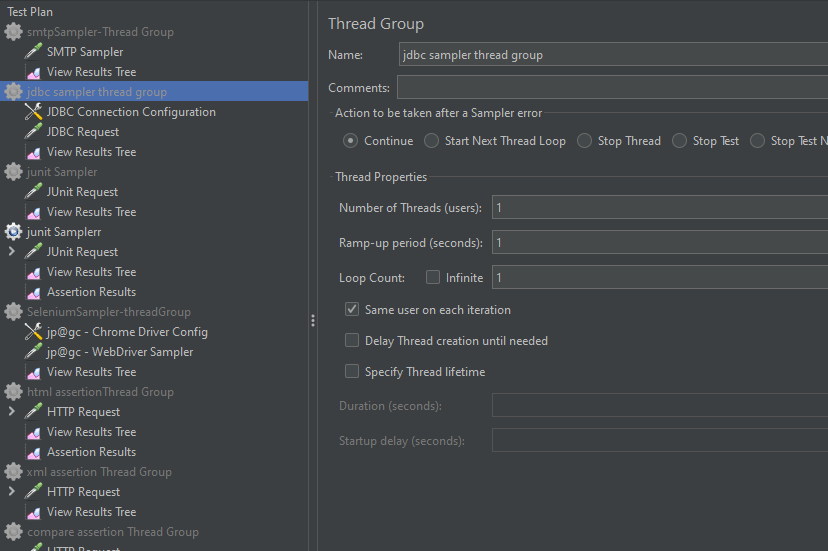 Test Plan
smtpSampler-Thread Group
SMTP Sampler
View Results Tree
jdbc sampler thread group
JDBC Connection Configuration
JDBC Request
View Results Tree
junit Sampler
JUnit Request
View Results Tree
junit Samplerr
JUnit Request
View Results Tree
Assertion Results
SeleniumSampler-threadGroup
jp@gc - Chrome Driver Config
jp@gc - WebDriver Sampler
View Results Tree
html assertionThread Group
HTTP Request
View Results Tree
Assertion Results
xml assertion Thread Group
HTTP Request
View Results Tree
compare assertion Thread Group
HTTP Request
Thread Group
Name: jdbc sampler thread group
Comments:
Action to be taken after a Sampler error
Continue Start Next Thread Loop Stop Thread Stop Test Stop Test N
Thread Properties
Number of Threads (users): 1
Ramp-up period (seconds): 1
Loop Count: Infinite 1
Same user on each iteration
Delay Thread creation until needed
Specify Thread lifetime
Duration (seconds):
Startup delay (seconds):